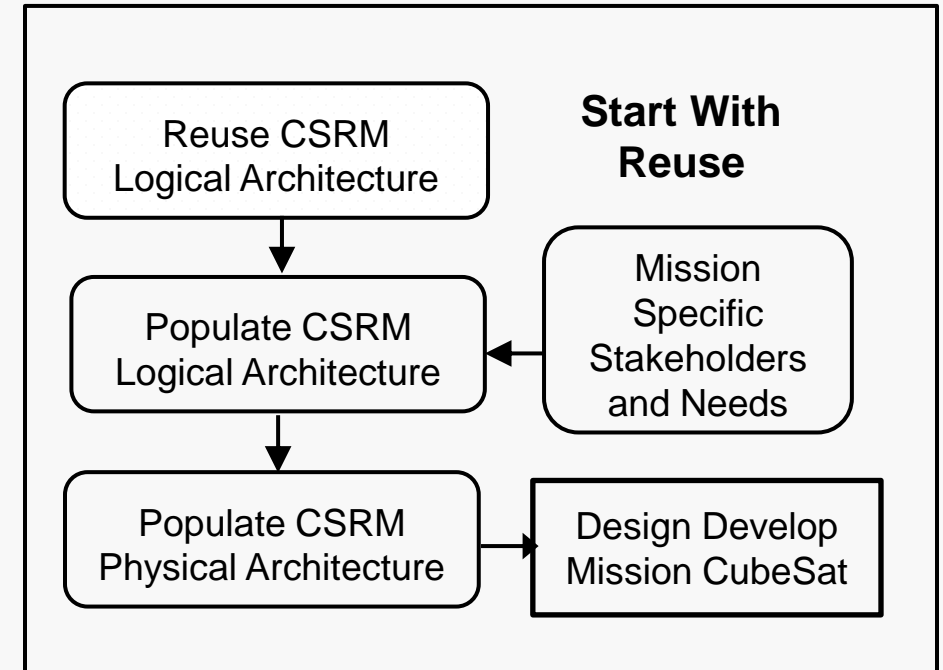 Start With
Reuse
Reuse CSRM
Logical Architecture
Populate CSRM
Logical Architecture
Mission
Specific
Stakeholders
and Needs
Populate CSRM
Physical Architecture
Design Develop
Mission CubeSat